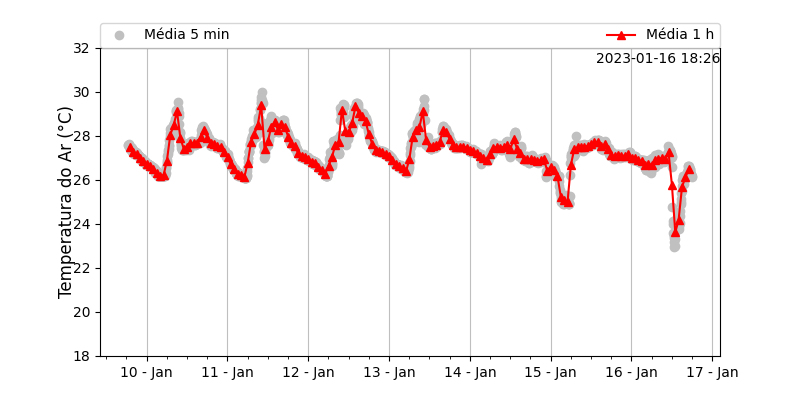 Média 5 min
Média 1 h
2023-01-16 18:26
Temperatura do Ar (°C)
32
30
28
26
24
22
20
18
10 - Jan
11 - Jan
12 - Jan
13 - Jan
14 - Jan
15 - Jan
16 - Jan
17 - Jan